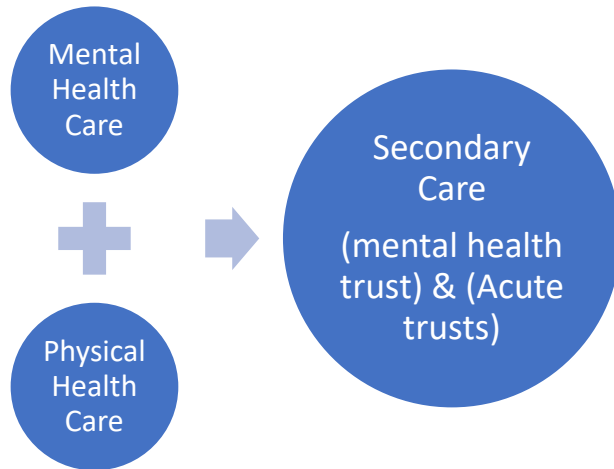 Mental
Health
Care
Physical
Health
Care
Secondary
Care
(mental health
trust) & (Acute
trusts)